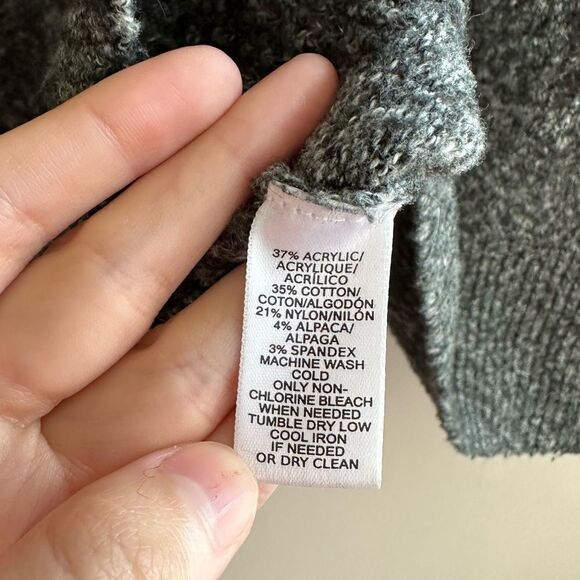 37% ACRYLIC/
ACRYLIQUE/
ACRÍLICO
35% COTTON/
COTON/ALGODÓN
21% NYLON/NILÓN
4% ALPACA/
ALPAGA
3% SPANDEX
MACHINE WASH
COLD
ONLY NON-
CHLORINE BLEACH
WHEN NEEDED
TUMBLE DRY LOW
COOL IRON
IF NEEDED
OR DRY CLEAN